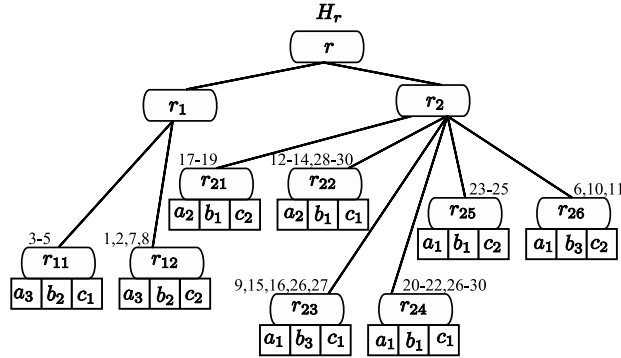 H_r
r
r_1
r_2
17-19
12-14,28-30
r_21
r_22
a_2 b_1 c_2
a_2 b_1 c_1
23-25
6,10,11
r_25
r_26
a_1 b_1 c_2
a_1 b_3 c_2
3-5
1,2,7,8
r_11
r_12
a_3 b_2 c_1
a_3 b_2 c_2
9,15,16,26,27
20-22,26-30
r_23
r_24
a_1 b_3 c_1
a_1 b_1 c_1